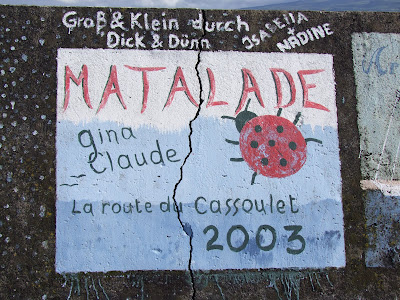 Groß & Klein durch
Dick & Dünn
ISABELLA
& NADINE
MATALADE
gina
Claude
La route du Cassoulet
2003